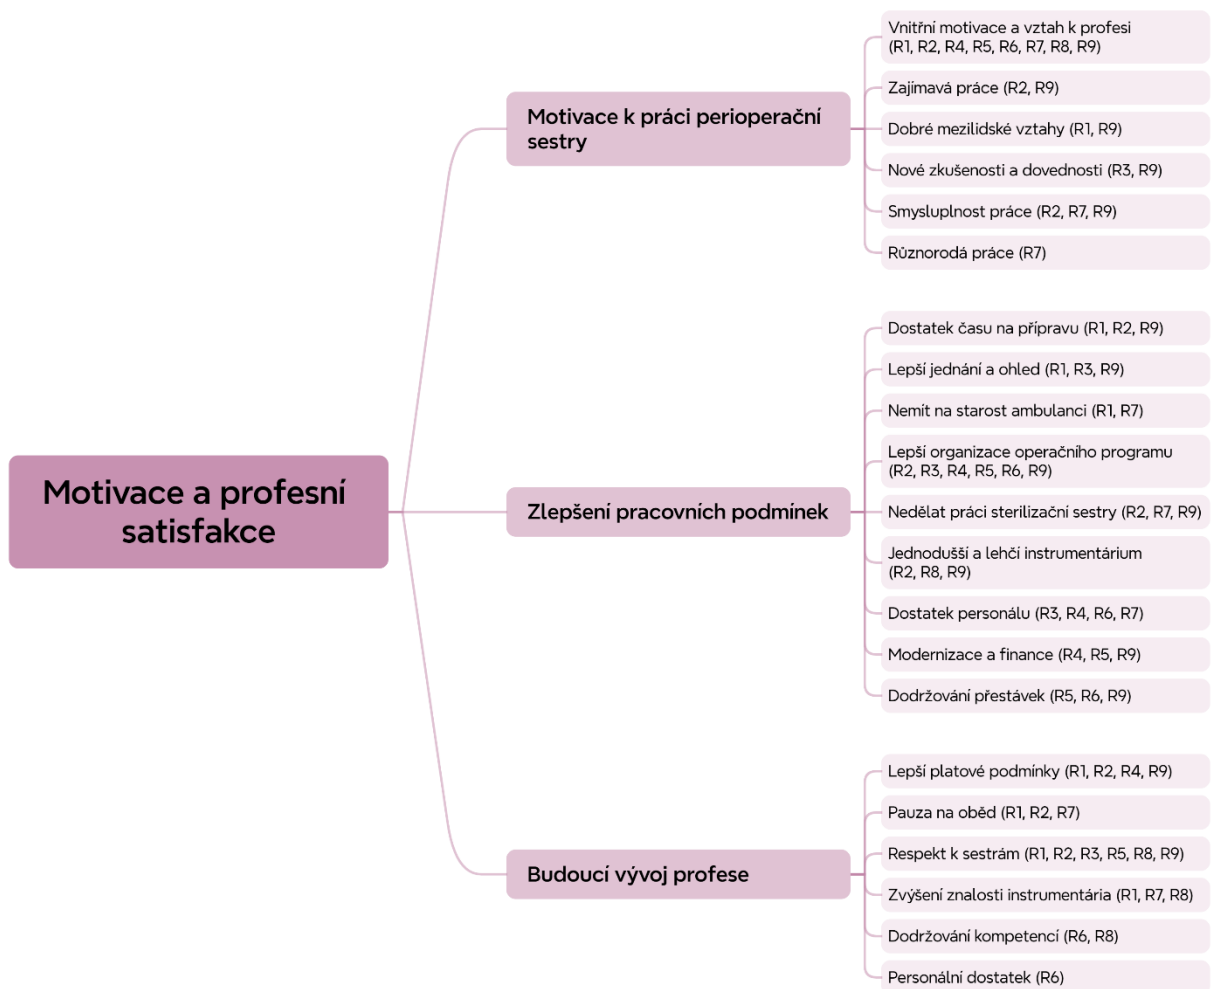 Motivace a profesní
satisfakce
Motivace k práci perioperační
sestry
Vnitřní motivace a vztah k profesi
(R1, R2, R4, R5, R6, R7, R8, R9)
Zajímavá práce (R2, R9)
Dobré mezilidské vztahy (R1, R9)
Nové zkušenosti a dovednosti (R3, R9)
Smysluplnost práce (R2, R7, R9)
Různorodá práce (R7)
Zlepšení pracovních podmínek
Dostatek času na přípravu (R1, R2, R9)
Lepší jednání a ohled (R1, R3, R9)
Nemít na starost ambulanci (R1, R7)
Lepší organizace operačního programu
(R2, R3, R4, R5, R6, R9)
Nedělat práci sterilizační sestry (R2, R7, R9)
Jednodušší a lehčí instrumentárium
(R2, R8, R9)
Dostatek personálu (R3, R4, R6, R7)
Modernizace a finance (R4, R5, R9)
Dodržování přestávek (R5, R6, R9)
Budoucí vývoj profese
Lepší platové podmínky (R1, R2, R4, R9)
Pauza na oběd (R1, R2, R7)
Respekt k sestrám (R1, R2, R3, R5, R8, R9)
Zvýšení znalosti instrumentária (R1, R7, R8)
Dodržování kompetencí (R6, R8)
Personální dostatek (R6)